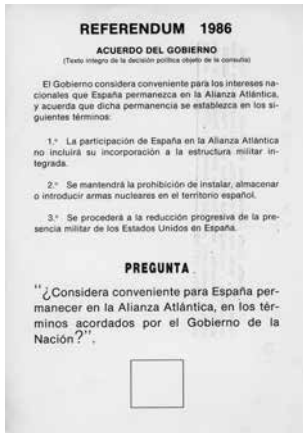 REFERENDUM 1986
ACUERDO DEL GOBIERNO
(Texto íntegro de la decisión política objeto de la consulta)
El Gobierno considera conveniente para los intereses na-
cionales que España permanezca en la Alianza Atlántica,
y acuerda que dicha permanencia se establezca en los si-
guientes términos:
1.º La participación de España en la Alianza Atlántica
no incluirá su incorporación a la estructura militar in-
tegrada.
2.º Se mantendrá la prohibición de instalar, almacenar
o introducir armas nucleares en el territorio español.
3.º Se procederá a la reducción progresiva de la pre-
sencia militar de los Estados Unidos en España.
PREGUNTA
"¿Considera conveniente para España per-
manecer en la Alianza Atlántica, en los tér-
minos acordados por el Gobierno de la
Nación?".